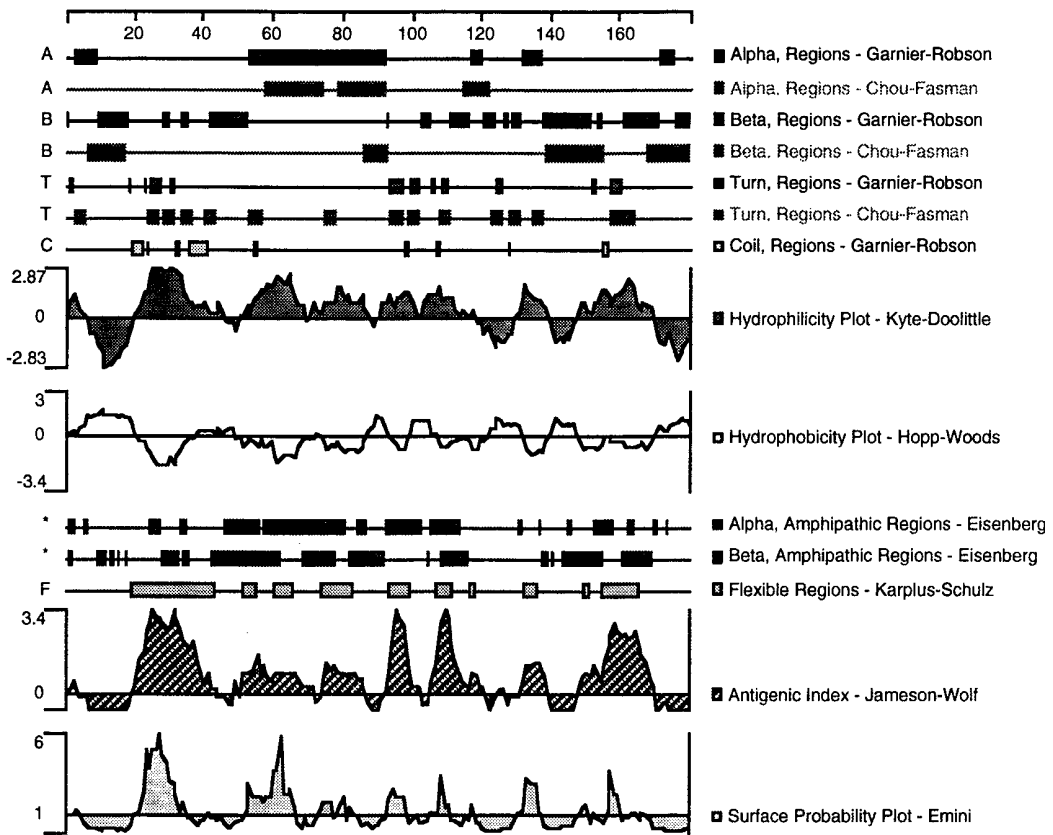 20 40 60 80 100 120 140 160
A Alpha, Regions - Garnier-Robson
A Alpha. Regions - Chou-Fasman
B Beta, Regions - Garnier-Robson
B Beta. Regions - Chou-Fasman
T Turn, Regions - Garnier-Robson
T Turn. Regions - Chou-Fasman
C Coil, Regions - Garnier-Robson
2.87
0 Hydrophilicity Plot - Kyte-Doolittle
-2.83
3
0 Hydrophobicity Plot - Hopp-Woods
-3.4
* Alpha, Amphipathic Regions - Eisenberg
* Beta, Amphipathic Regions - Eisenberg
F Flexible Regions - Karplus-Schulz
3.4
0 Antigenic Index - Jameson-Wolf
6
1 Surface Probability Plot - Emini